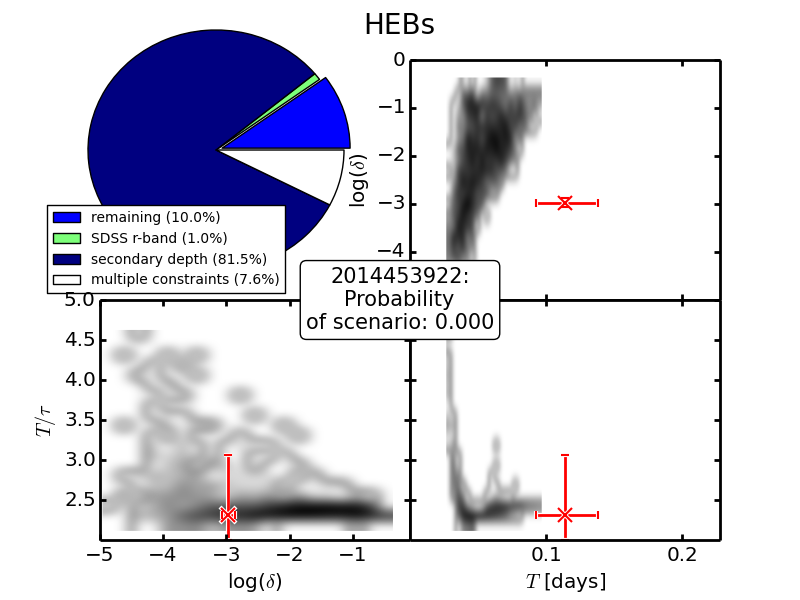 HEBs
remaining (10.0%)
SDSS r-band (1.0%)
secondary depth (81.5%)
multiple constraints (7.6%)
log(δ)
0
−1
−2
−3
−4
2014453922:
Probability
of scenario: 0.000
T/τ
5.0
4.5
4.0
3.5
3.0
2.5
−5
−4
−3
−2
−1
log(δ)
0.1
0.2
T [days]